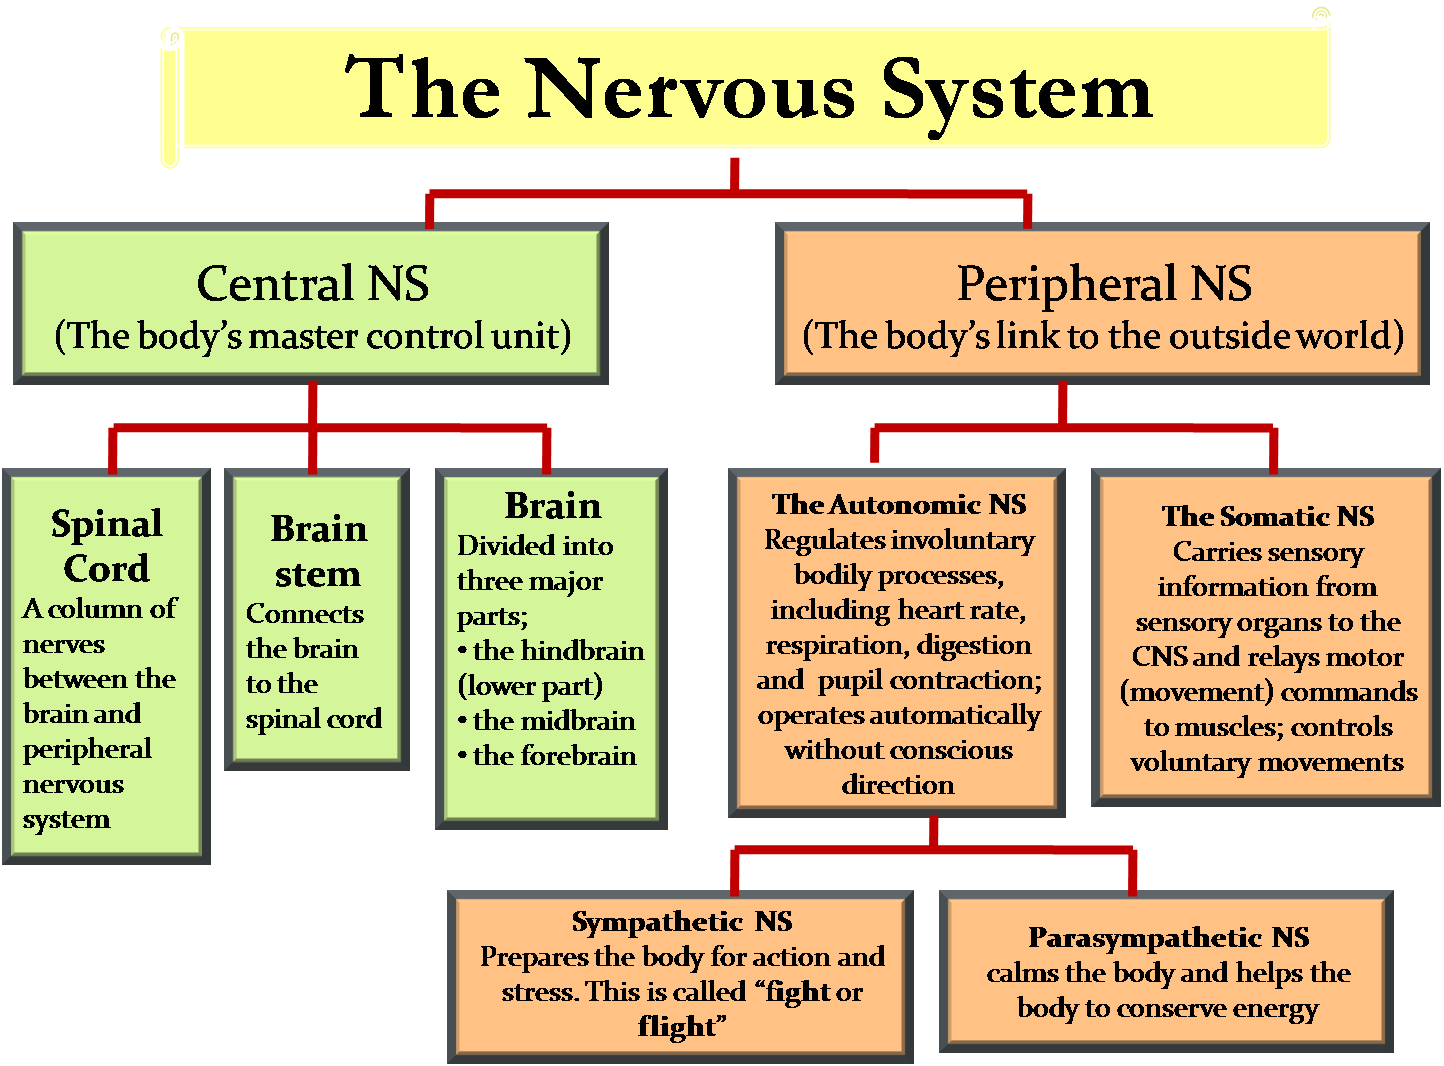 The Nervous System
Central NS
(The body's master control unit)
Peripheral NS
(The body's link to the outside world)
Spinal
Cord
A column of
nerves
between the
brain and
peripheral
nervous
system
Brain
stem
Connects
the brain
to the
spinal cord
Brain
Divided into
three major
parts;
• the hindbrain
(lower part)
• the midbrain
• the forebrain
The Autonomic NS
Regulates involuntary
bodily processes,
including heart rate,
respiration, digestion
and pupil contraction;
operates automatically
without conscious
direction
The Somatic NS
Carries sensory
information from
sensory organs to the
CNS and relays motor
(movement) commands
to muscles; controls
voluntary movements
Sympathetic NS
Prepares the body for action and
stress. This is called “fight or
flight”
Parasympathetic NS
calms the body and helps the
body to conserve energy